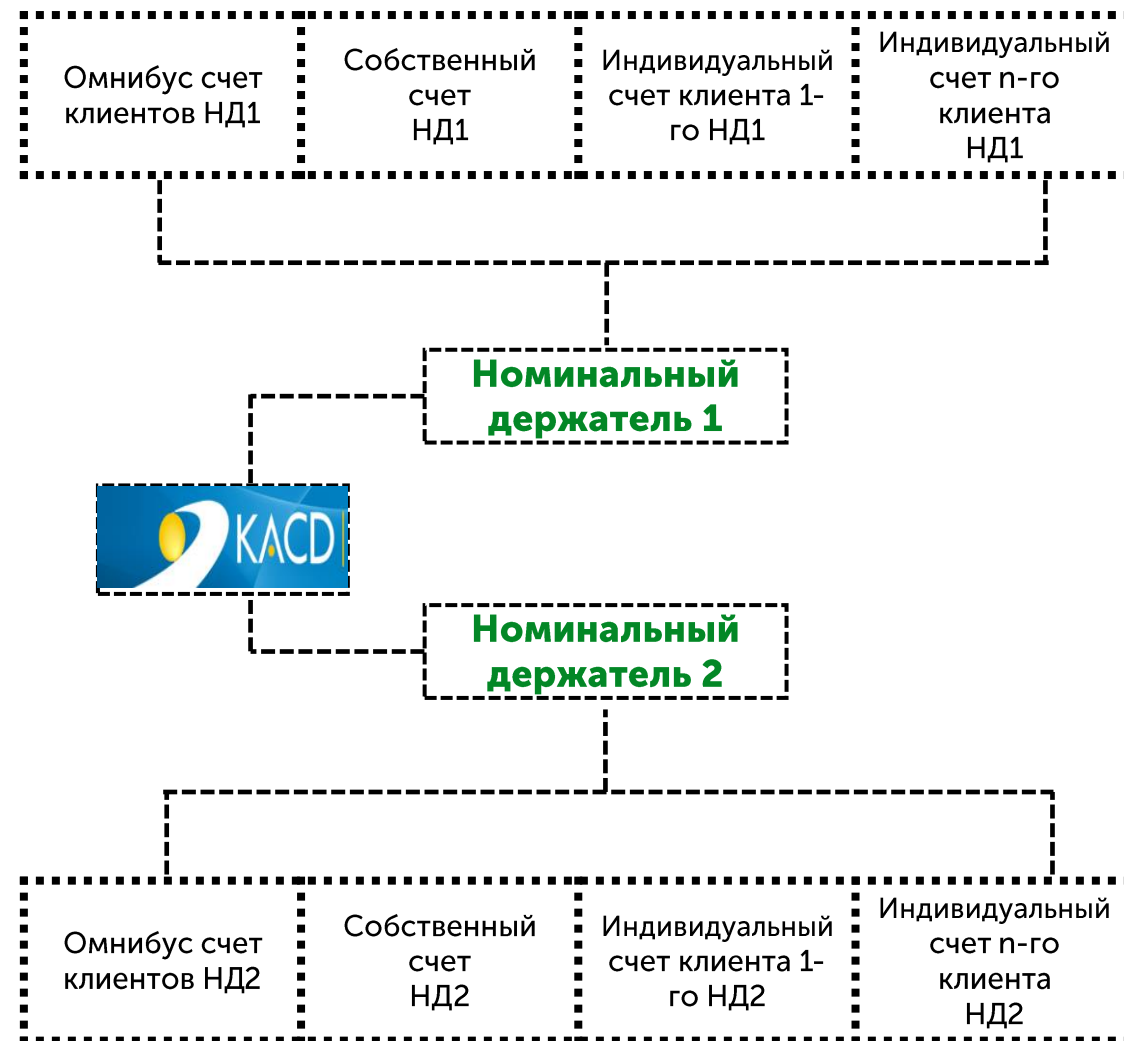 Омнибус счет
клиентов НД1
Собственный
счет
НД1
Индивидуальный
счет клиента 1-
го НД1
Индивидуальный
счет n-го
клиента
НД1
Номинальный
держатель 1
KACD
Номинальный
держатель 2
Омнибус счет
клиентов НД2
Собственный
счет
НД2
Индивидуальный
счет клиента 1-
го НД2
Индивидуальный
счет n-го
клиента
НД2